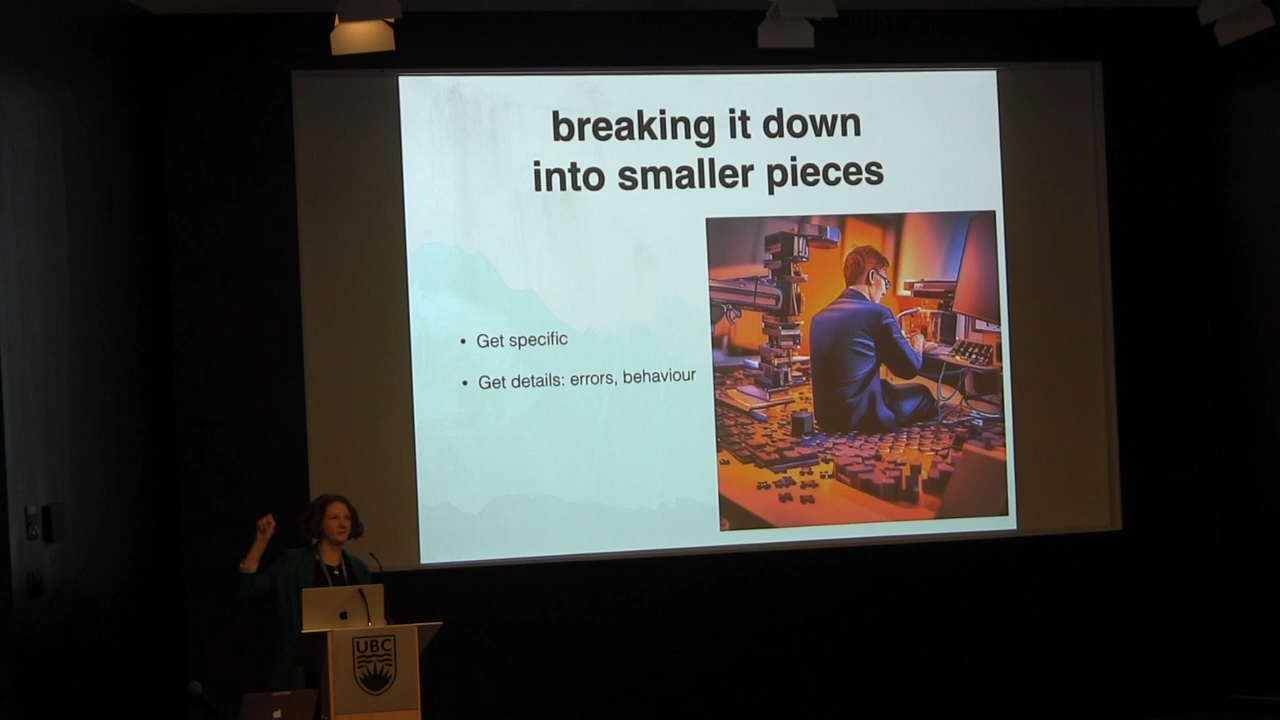 breaking it down
into smaller pieces
• Get specific
• Get details: errors, behaviour
UBC